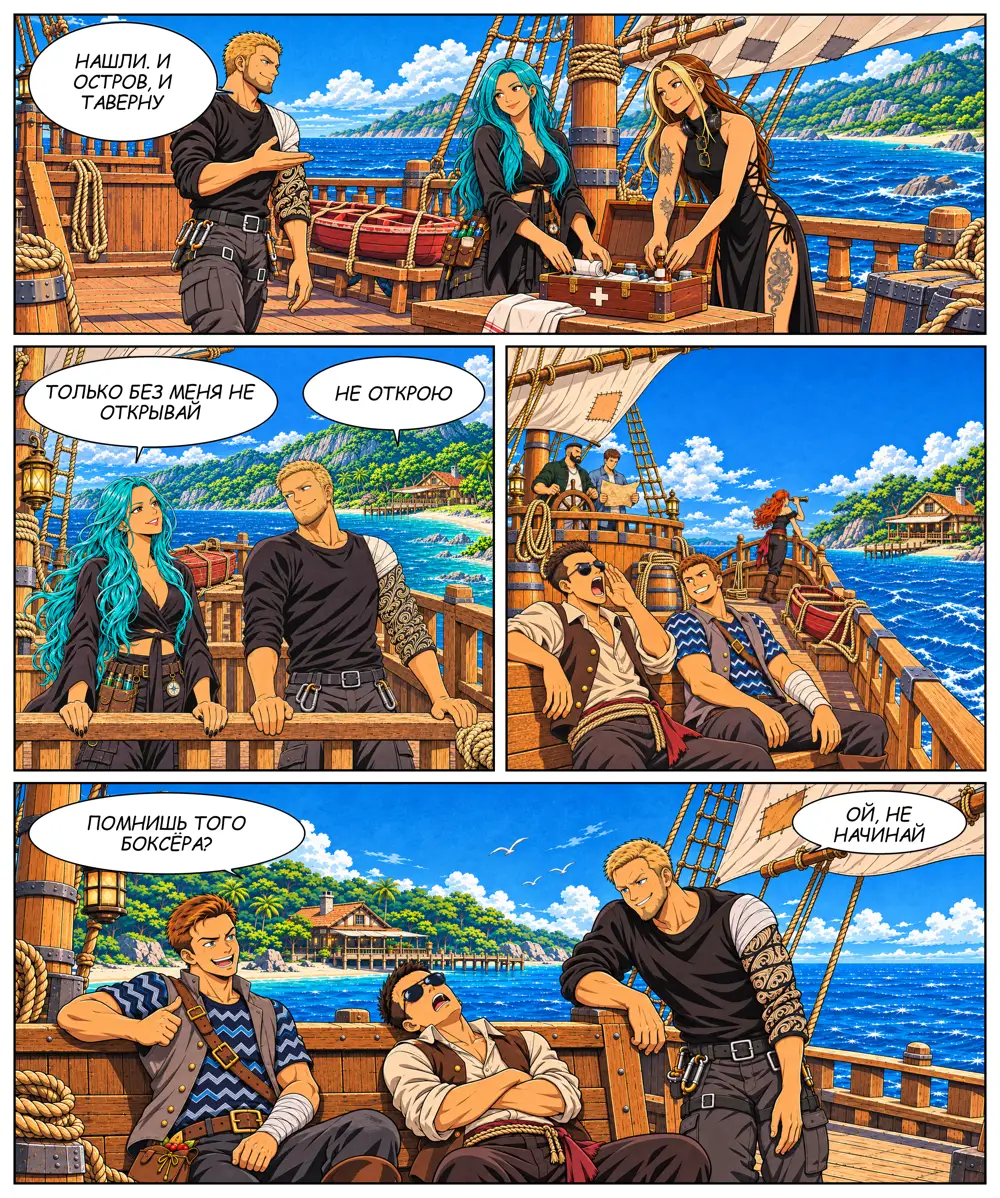 НАШЛИ. И
ОСТРОВ, И
ТАВЕРНУ
ТОЛЬКО БЕЗ МЕНЯ НЕ
ОТКРЫВАЙ
НЕ ОТКРОЮ
ПОМНИШЬ ТОГО
БОКСЁРА?
ОЙ, НЕ
НАЧИНАЙ